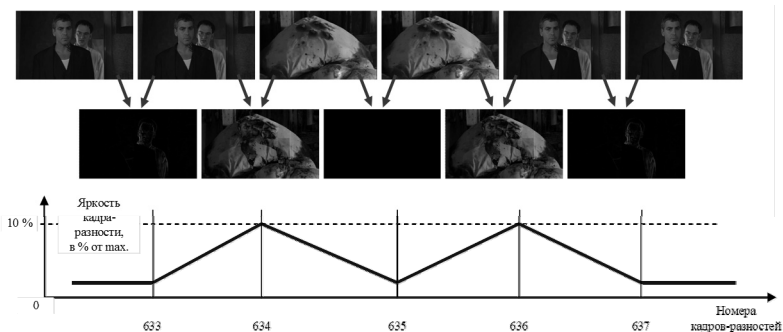 Яркость
кадра-
разности,
в % от max.
10 %
0
633
634
635
636
637
Номера
кадров-разностей